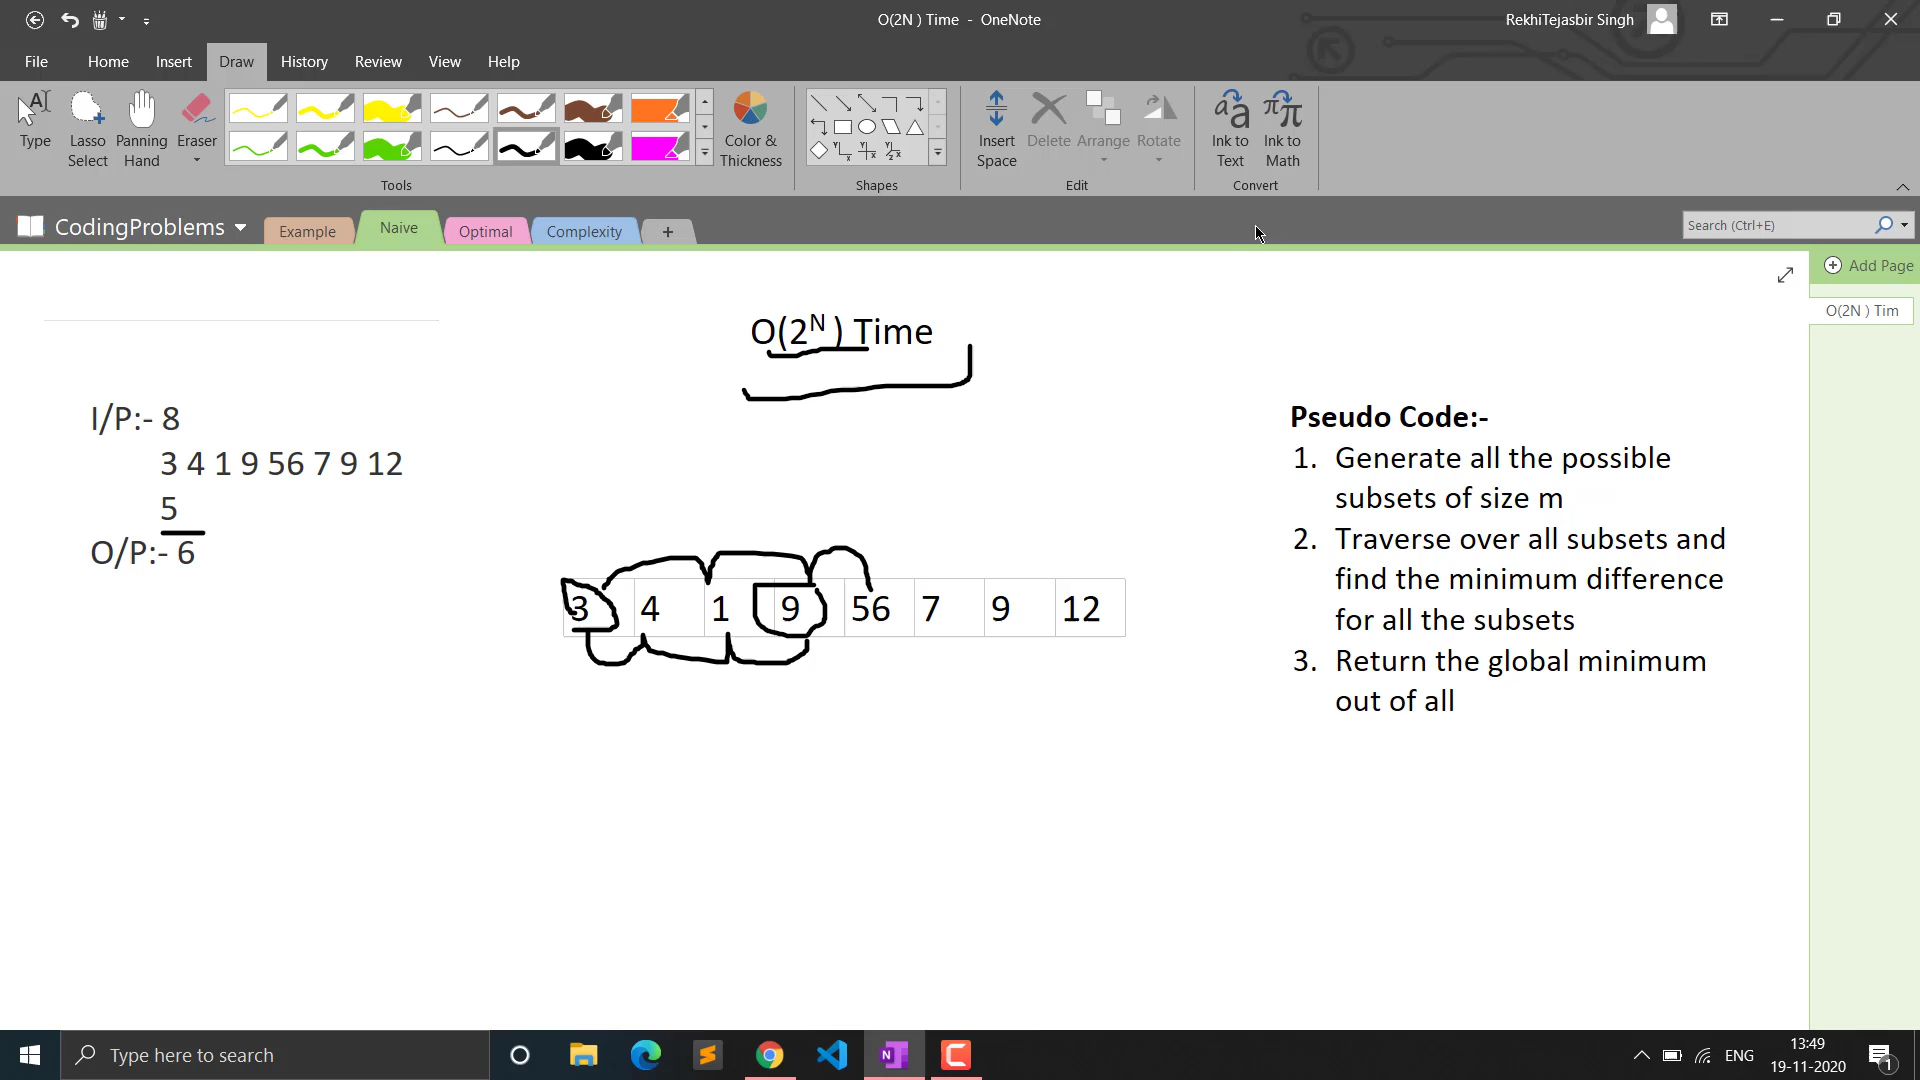 O(2N ) Time - OneNote
RekhiTejasbir Singh
File Home Insert Draw History Review View Help
Type
Lasso Select
Panning Hand
Eraser
Color & Thickness
Insert Space
Delete
Arrange
Rotate
Ink to Text
Ink to Math
Tools
Shapes
Edit
Convert
CodingProblems
Example
Naive
Optimal
Complexity
+
Search (Ctrl+E)
Add Page
O(2N ) Tim
O(2ᴺ ) Time
I/P:- 8
3 4 1 9 56 7 9 12
5
O/P:- 6
3 4 1 9 56 7 9 12
Pseudo Code:-
1. Generate all the possible
subsets of size m
2. Traverse over all subsets and
find the minimum difference
for all the subsets
3. Return the global minimum
out of all
Type here to search
ENG
13:49
19-11-2020
1